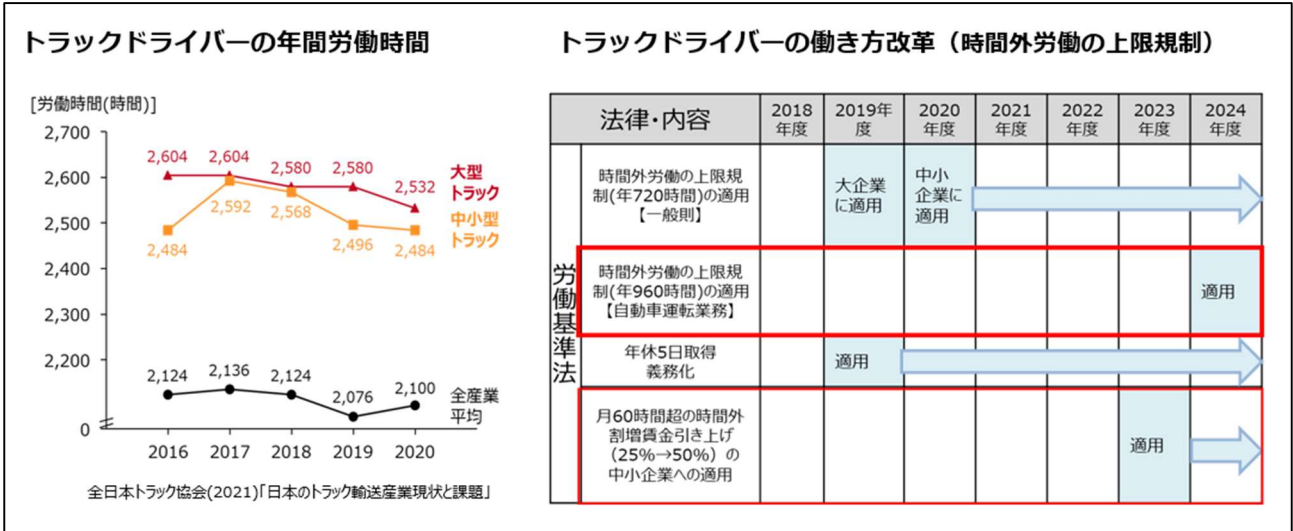 トラックドライバーの年間労働時間
[労働時間(時間)]
2,700
2,600
2,500
2,400
2,300
2,200
0
2,604
2,604
2,580
2,580
2,532
大型
トラック
2,484
2,592
2,568
2,496
2,484
中小型
トラック
2,124
2,136
2,124
2,076
2,100
全産業
平均
2016
2017
2018
2019
2020
全日本トラック協会(2021)「日本のトラック輸送産業現状と課題」
トラックドライバーの働き方改革（時間外労働の上限規制）
法律・内容
2018
年度
2019年
度
2020
年度
2021
年度
2022
年度
2023
年度
2024
年度
労働基準法
時間外労働の上限規
制(年720時間)の適用
【一般則】
大企業
に適用
中小
企業に
適用
時間外労働の上限規
制(年960時間)の適用
【自動車運転業務】
適用
年休5日取得
義務化
適用
月60時間超の時間外
割増賃金引き上げ
（25%→50%）の
中小企業への適用
適用